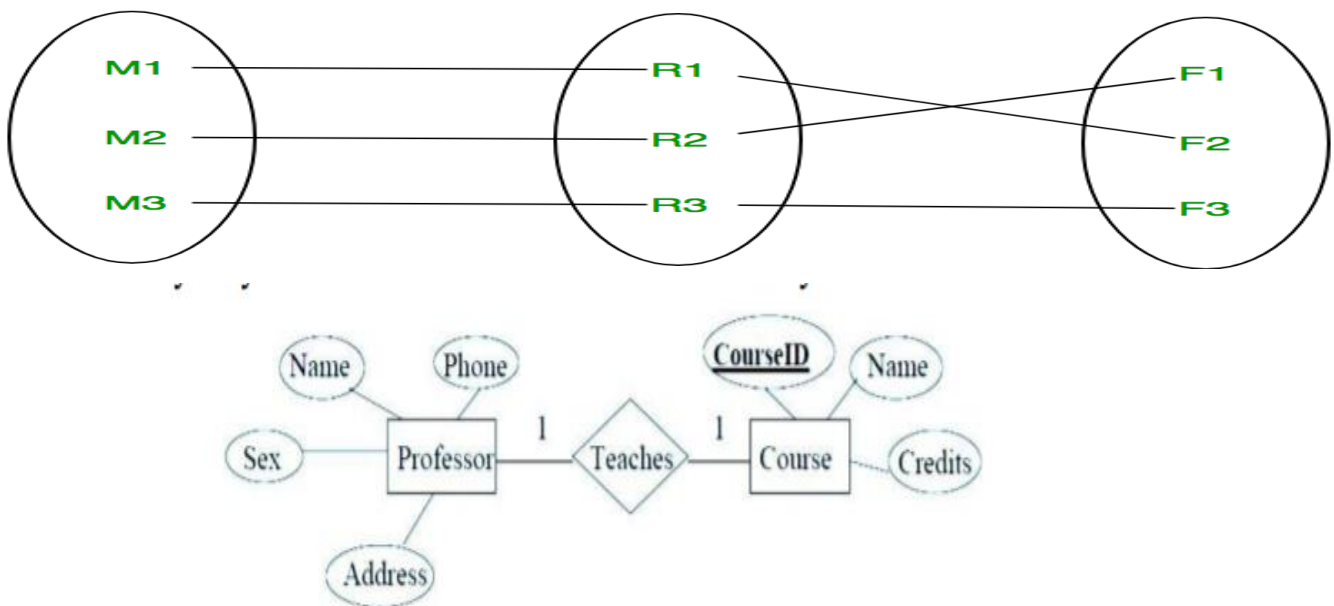 M1 R1 F1
M2 R2 F2
M3 R3 F3
Name Phone CourseID Name
1 1
Sex Professor Teaches Course Credits
Address